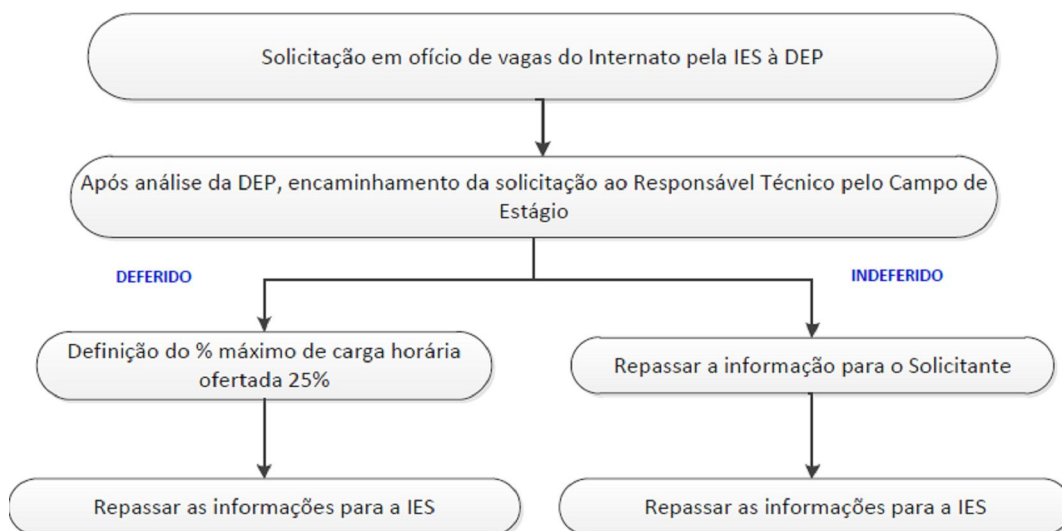 Solicitação em ofício de vagas do Internato pela IES à DEP
Após análise da DEP, encaminhamento da solicitação ao Responsável Técnico pelo Campo de
Estágio
DEFERIDO
INDEFERIDO
Definição do % máximo de carga horária
ofertada 25%
Repassar a informação para o Solicitante
Repassar as informações para a IES
Repassar as informações para a IES